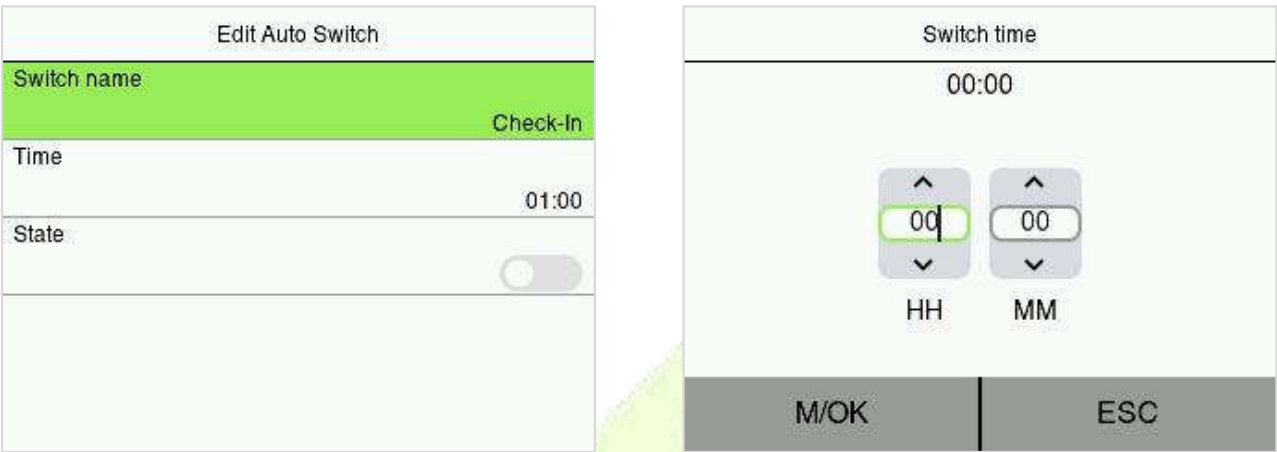 Edit Auto Switch
Switch name
Check-In
Time
01:00
State
Switch time
00:00
00 00
HH MM
M/OK ESC